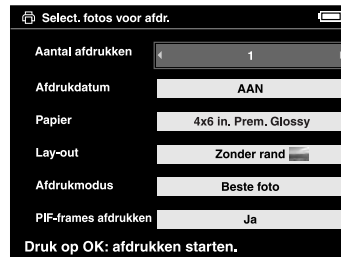 Select. fotos voor afdr.
Aantal afdrukken 1
Afdrukdatum AAN
Papier 4x6 in. Prem. Glossy
Lay-out Zonder rand
Afdrukmodus Beste foto
PIF-frames afdrukken Ja
Druk op OK: afdrukken starten.